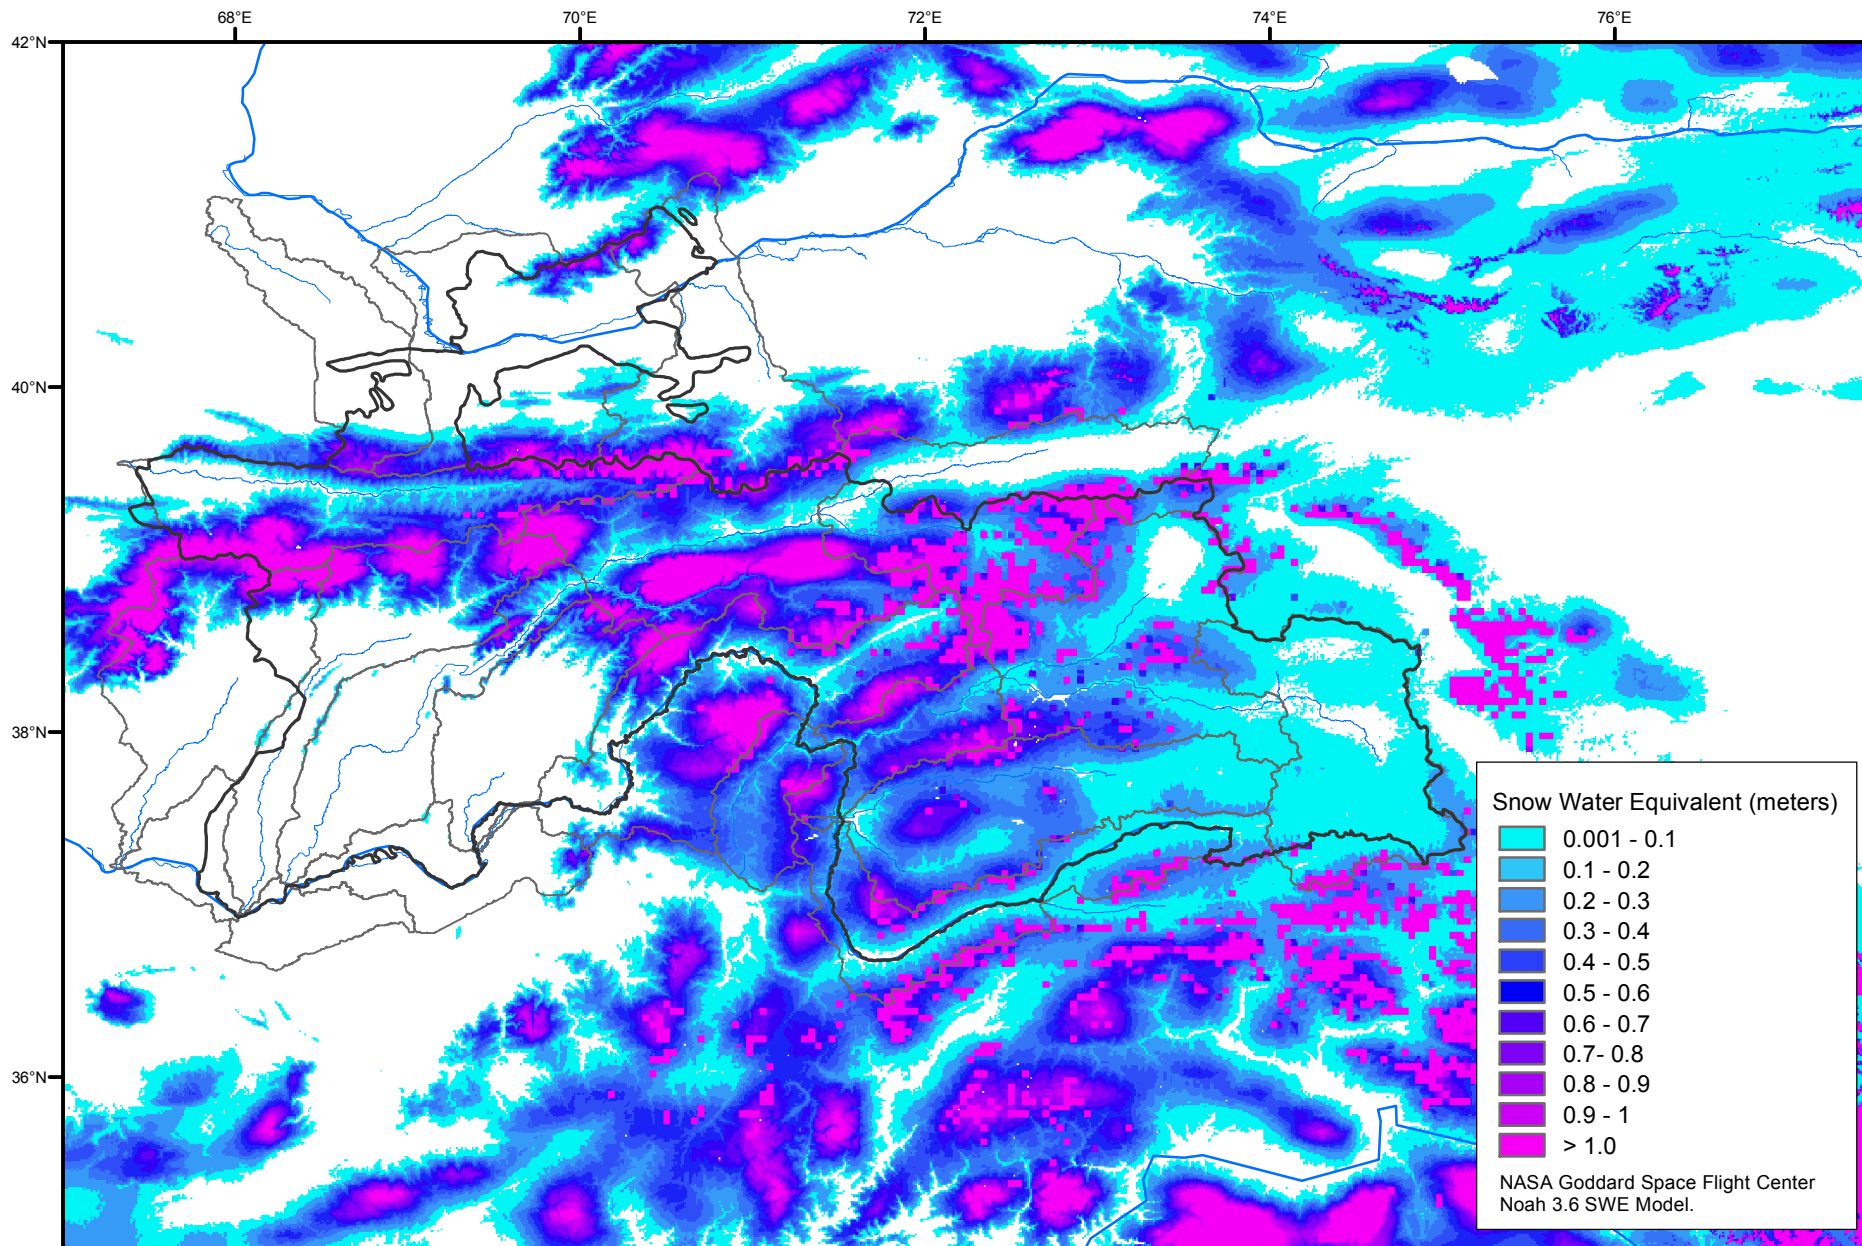 68°E 70°E 72°E 74°E 76°E
42°N
40°N
38°N
36°N
Snow Water Equivalent (meters)
0.001 - 0.1
0.1 - 0.2
0.2 - 0.3
0.3 - 0.4
0.4 - 0.5
0.5 - 0.6
0.6 - 0.7
0.7- 0.8
0.8 - 0.9
0.9 - 1
> 1.0
NASA Goddard Space Flight Center
Noah 3.6 SWE Model.